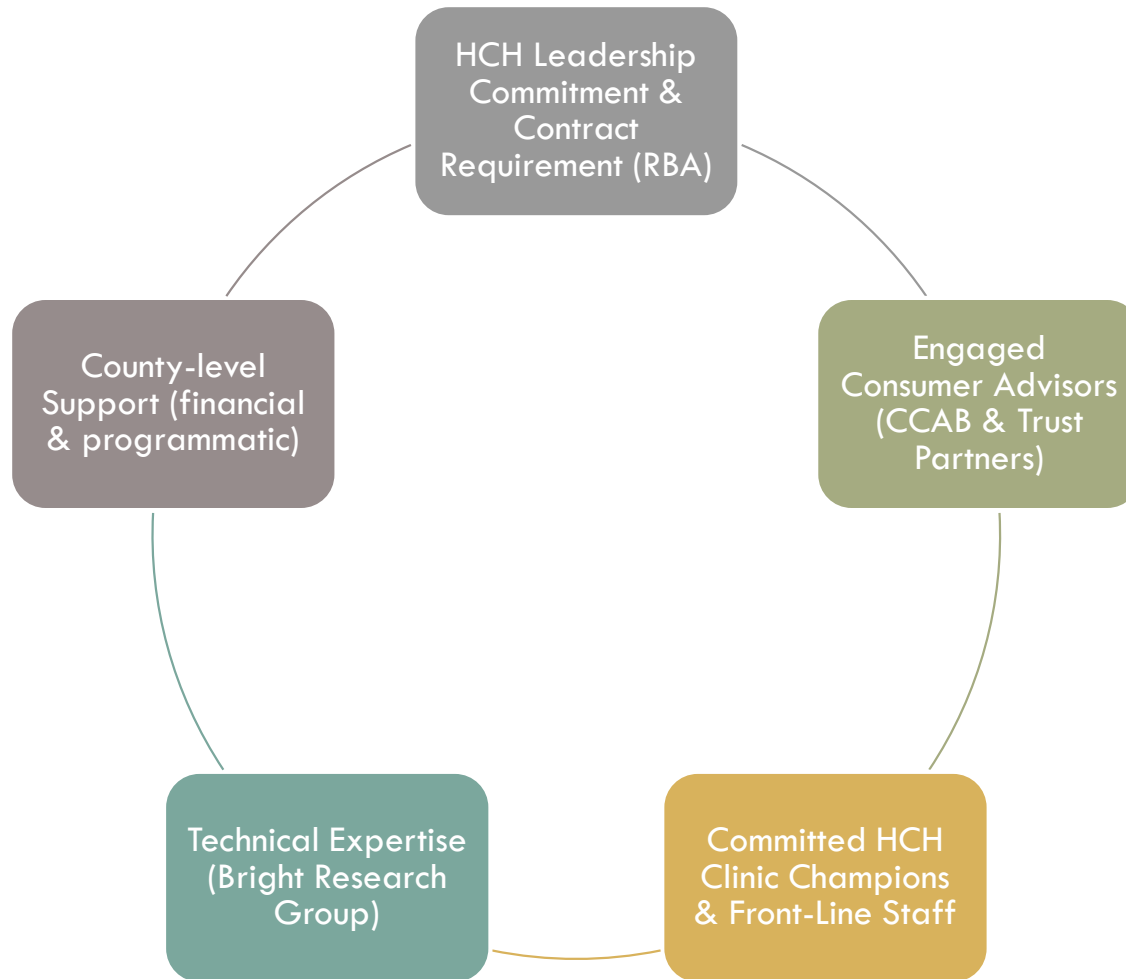 HCH Leadership
Commitment &
Contract
Requirement (RBA)
Engaged
Consumer Advisors
(CCAB & Trust
Partners)
Committed HCH
Clinic Champions
& Front-Line Staff
Technical Expertise
(Bright Research
Group)
County-level
Support (financial
& programmatic)